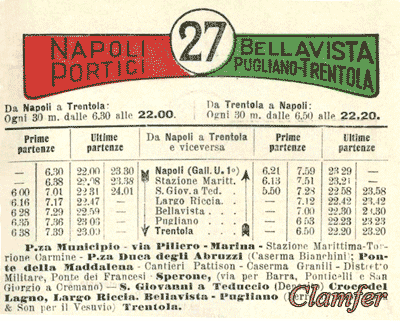 NAPOLI
PORTICI
27
BELLAVISTA
PUGLIANO-TRENTOLA
Da Napoli a Trentola:
Ogni 30 m. dalle 6.30 alle 22.00.
Da Trentola a Napoli:
Ogni 30 m. dalle 6.50 alle 22.20.
Prime partenze
Ultime partenze
Da Napoli a Trentola e viceversa
Prime partenze
Ultime partenze
— 6.30 22.00 23.30 Napoli (Gall. U. 1º) 6.21 7.59 23.29 —
— 6.38 22.08 23.38 Stazione Maritt. 6.13 7.51 23.21 —
6.00 7.01 22.31 24.01 S. Gio. a Ted. 5.50 7.28 22.58 23.58
6.16 7.17 22.47 — Largo Riccia. — 7.12 22.42 23.42
6.28 7.29 22.59 — Bellavista — 7.00 22.30 23.30
6.35 7.36 23.06 — Pugliano — 6.53 22.23 23.23
6.38 7.39 23.09 — Trentola — 6.50 22.20 23.20
P.za Municipio - via Piliero - Marina - Stazione Marittima-Tor-
rione Carmine - P.za Duca degli Abruzzi (Caserma Bianchini); Pon-
te della Maddalena - Cantieri Pattison - Caserma Granili - Distretto
Militare, Ponte dei Francesi - Sperone, (via per Barra, Ponticelli e San
Giorgio a Cremano) — S. Giovanni a Teduccio Croce del
Lagno, Largo Riccia. Bellavista - Pugliano
& Son per il Vesuvio) Trentola.
Clamfer